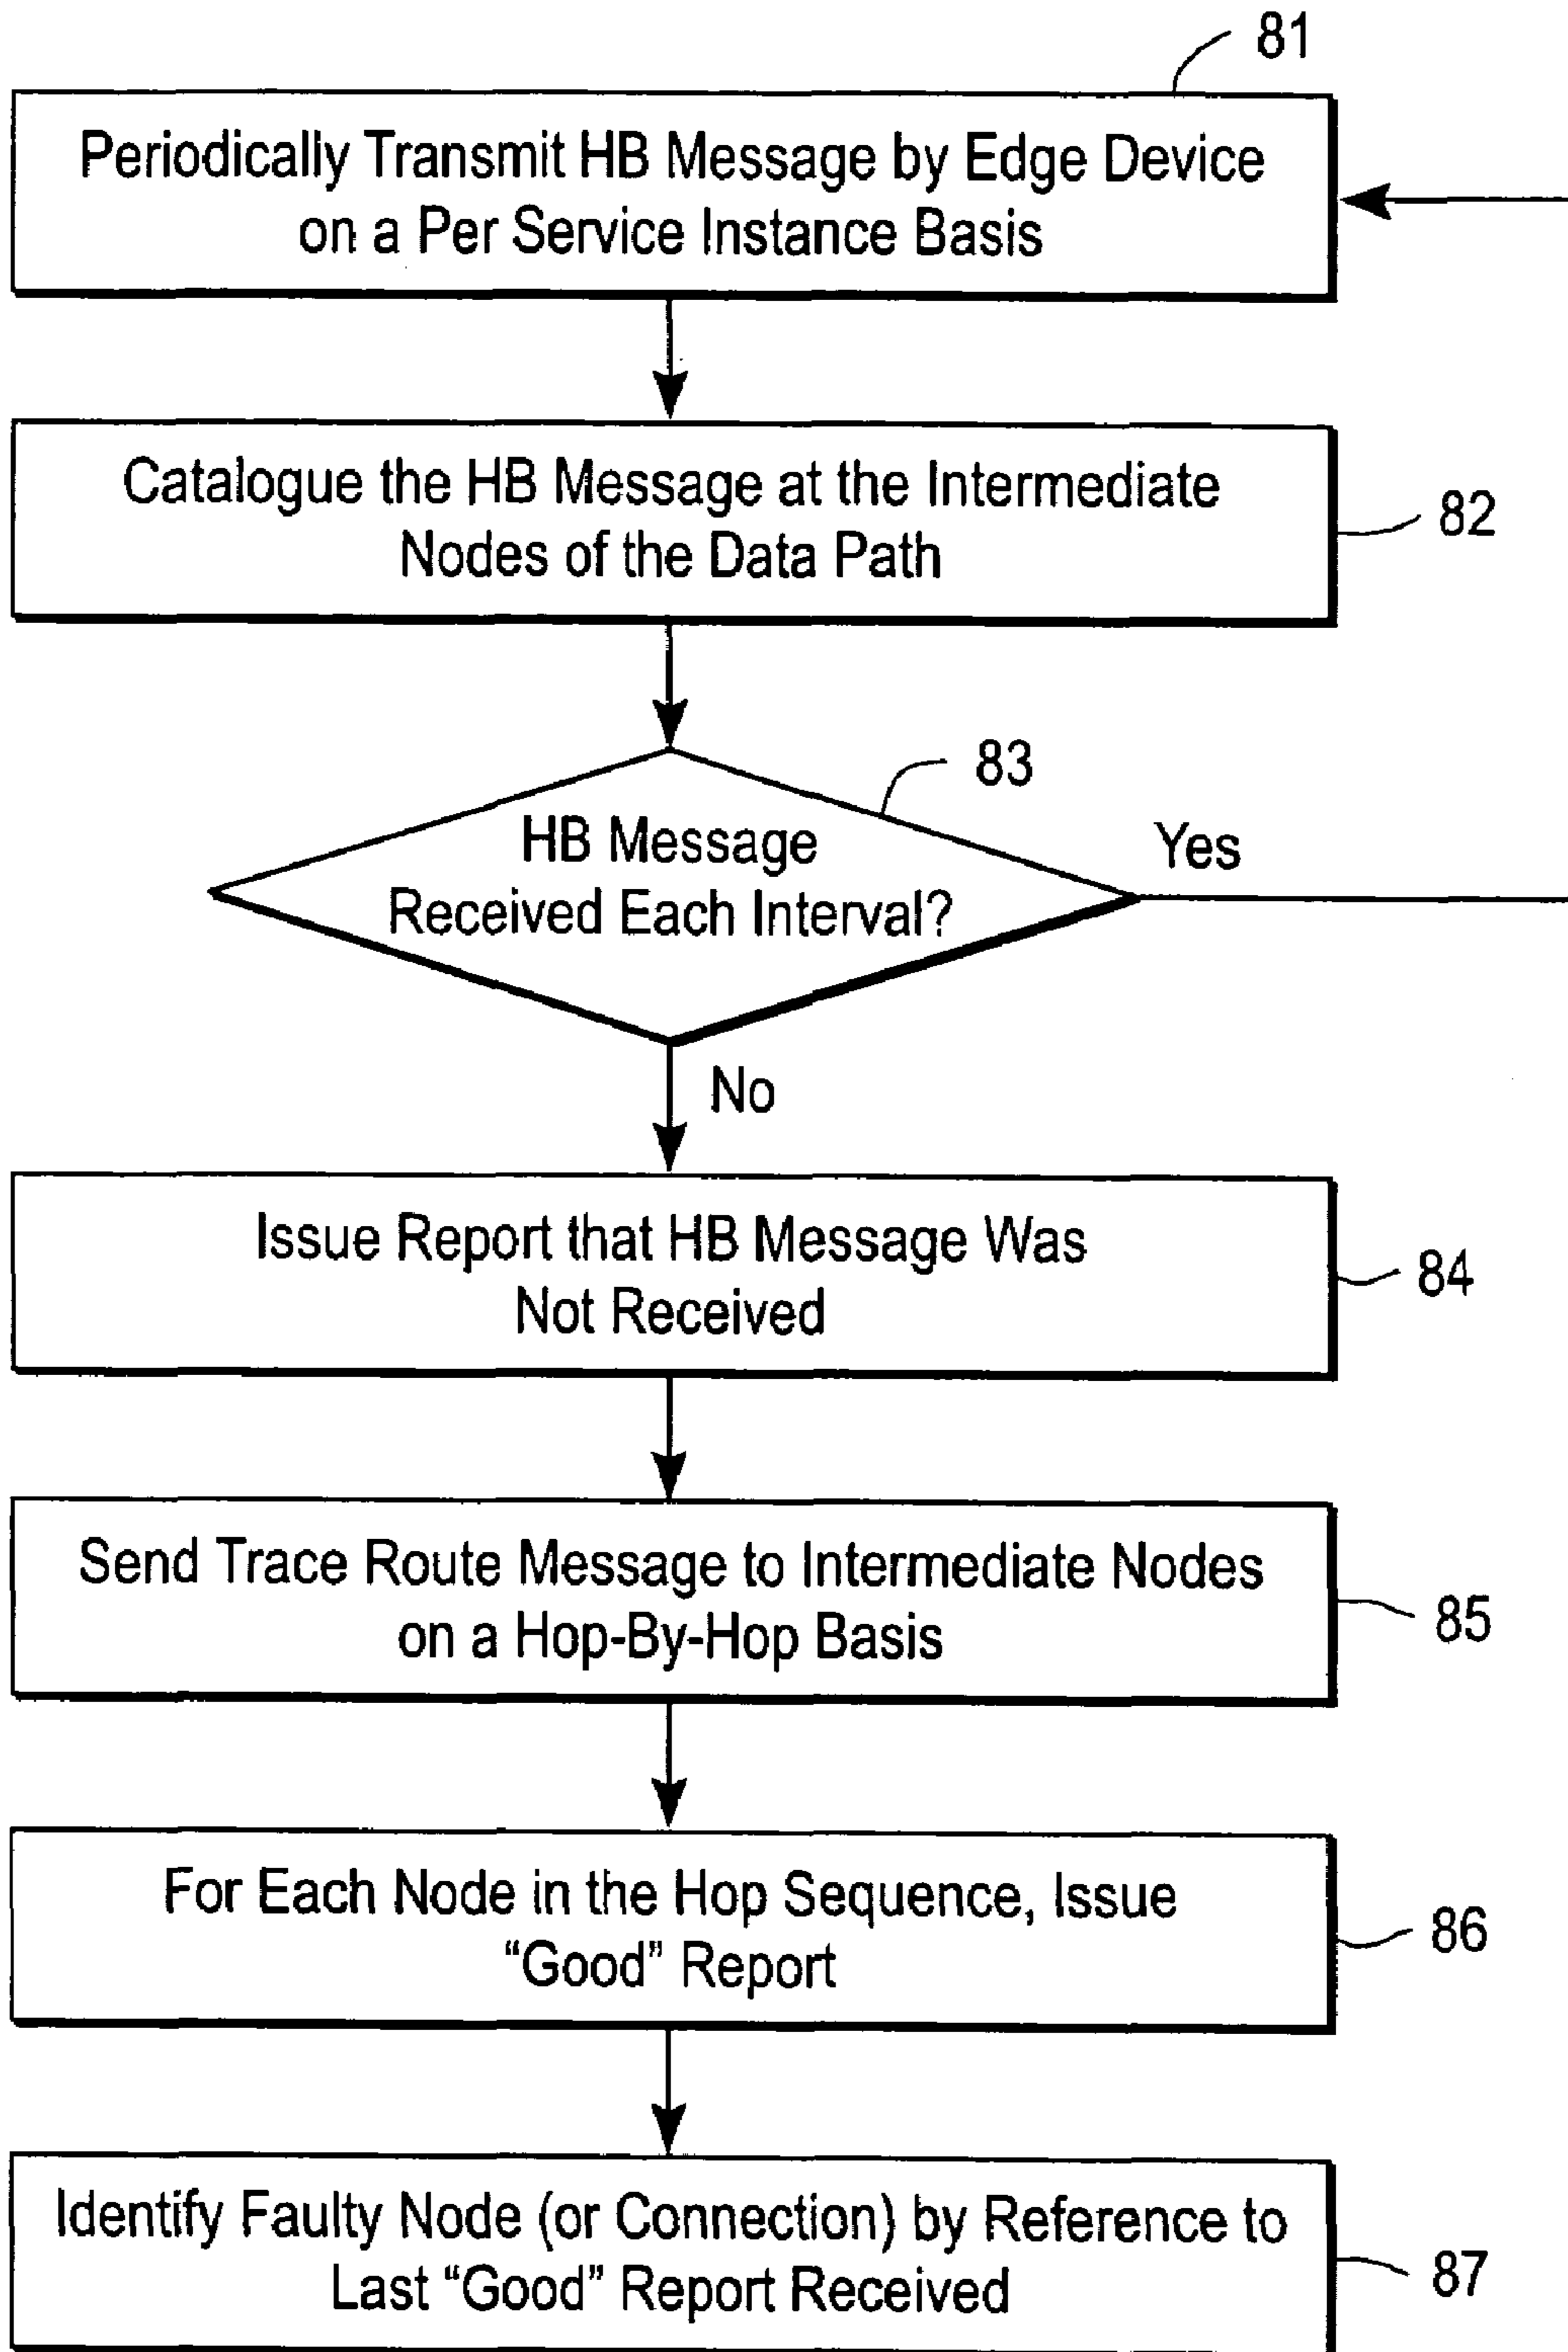 81
Periodically Transmit HB Message by Edge Device
on a Per Service Instance Basis
Catalogue the HB Message at the Intermediate
Nodes of the Data Path
82
83
HB Message
Received Each Interval?
Yes
No
Issue Report that HB Message Was
Not Received
84
Send Trace Route Message to Intermediate Nodes
on a Hop-By-Hop Basis
85
For Each Node in the Hop Sequence, Issue
“Good” Report
86
Identify Faulty Node (or Connection) by Reference to
Last “Good” Report Received
87